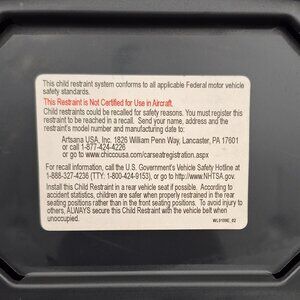 This child restraint system conforms to all applicable Federal motor vehicle
safety standards.
This Restraint is Not Certified for Use in Aircraft.
Child restraints could be recalled for safety reasons. You must register this
restraint to be reached in a recall. Send your name, address and the
restraint's model number and manufacturing date to:
Artsana USA, Inc. 1826 William Penn Way, Lancaster, PA 17601
or call 1-877-424-4226
or go to www.chiccousa.com/carseatregistration.aspx
For recall information, call the U.S. Government's Vehicle Safety Hotline at
1-888-327-4236 (TTY: 1-800-424-9153), or go to http://www.NHTSA.gov.
Install this Child Restraint in a rear vehicle seat if possible. According to
accident statistics, children are safer when properly restrained in the rear
seating positions rather than in the front seating positions. To avoid injury to
others, ALWAYS secure this Child Restraint with the vehicle belt when
unoccupied.